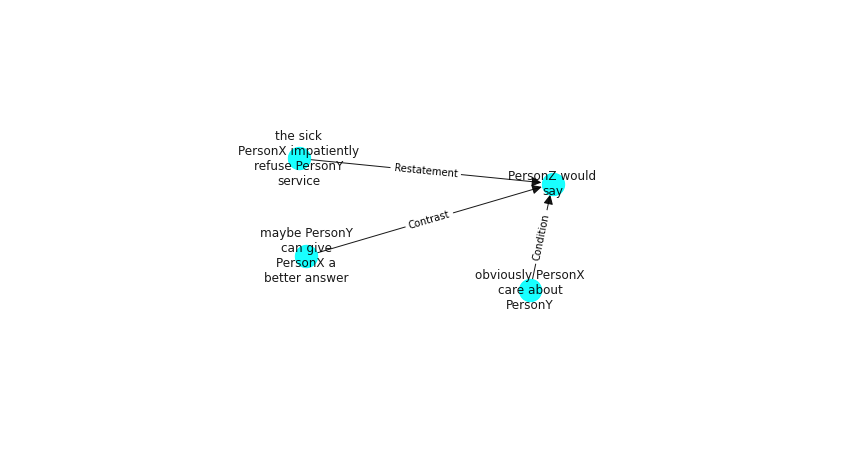 the sick
PersonX impatiently
refuse PersonY
service
Restatement
PersonZ would
say
maybe PersonY
can give
PersonX a
better answer
Contrast
Condition
obviously PersonX
care about
PersonY